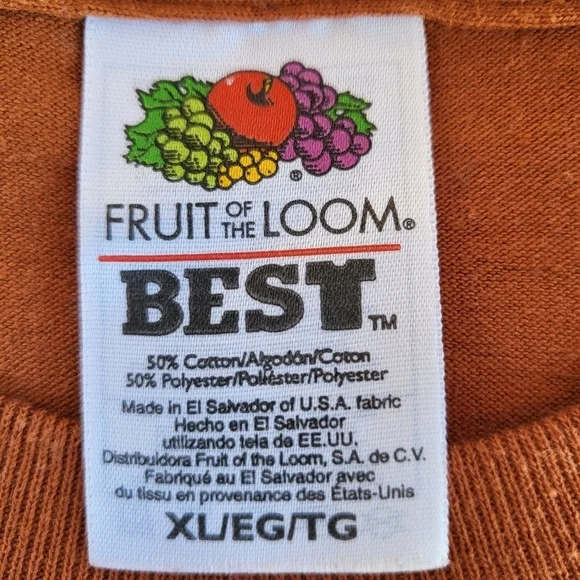 ®
FRUIT OF THE LOOM®
BEST™
50% Cotton/Algodón/Coton
50% Polyester/Poliéster/Polyester
Made in El Salvador of U.S.A. fabric
Hecho en El Salvador
utilizando tela de EE.UU.
Distribuidora Fruit of the Loom, S.A. de C.V.
Fabriqué au El Salvador avec
du tissu en provenance des États-Unis
XL/EG/TG